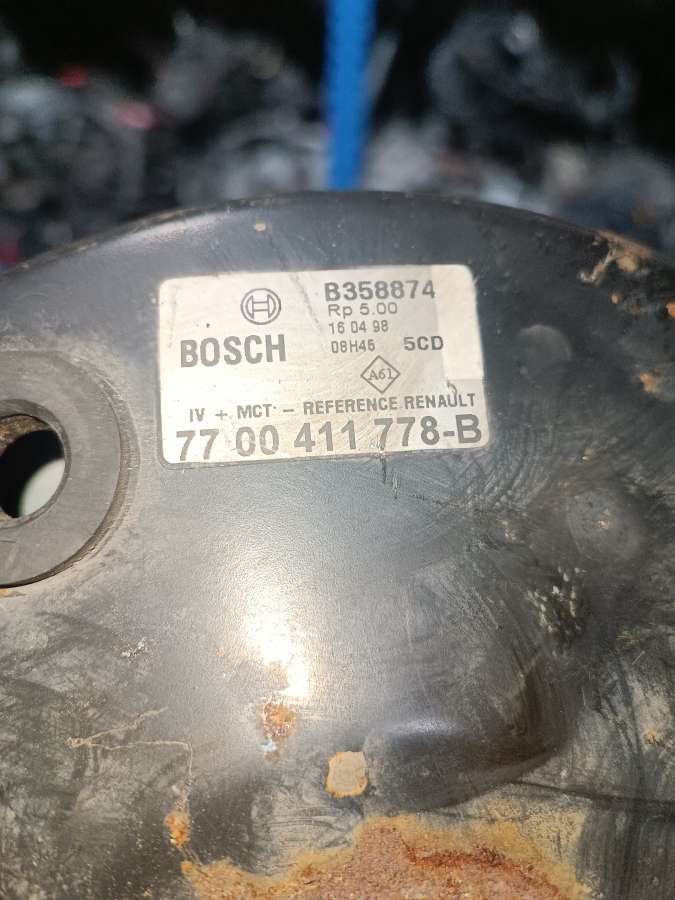 B358874
Rp 5.00
16 04 98
BOSCH
08H46 5CD
A61
IV + MCT - REFERENCE RENAULT
77 00 411 778-B